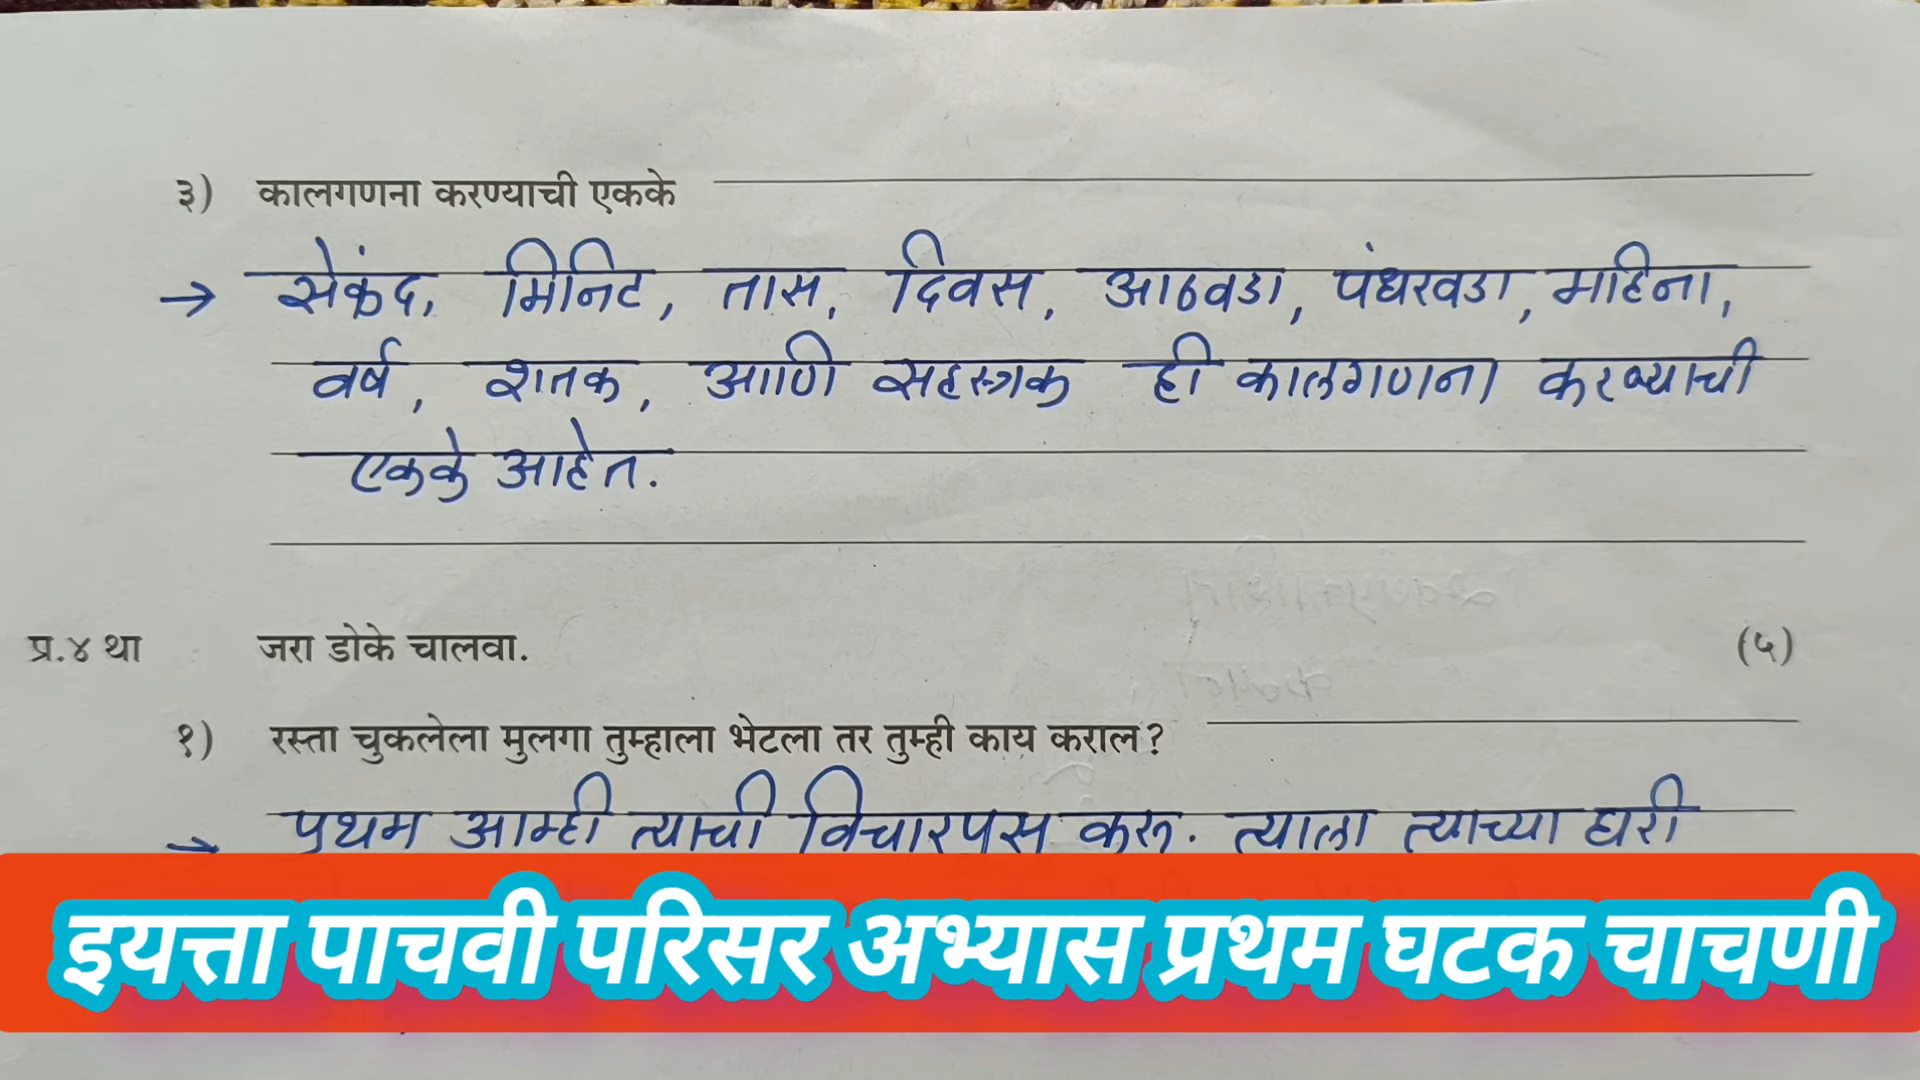 ३) कालगणना करण्याची एकके
→ सेकंद, मिनिट, तास, दिवस, आठवडा, पंधरवडा, महिना,
वर्ष, शतक, आणि सहस्त्रक ही कालगणना करण्याची
एकके आहेत.
प्र.४ था जरा डोके चालवा. (५)
१) रस्ता चुकलेला मुलगा तुम्हाला भेटला तर तुम्ही काय कराल?
→ प्रथम आम्ही त्याची विचारपुस करू. त्याला त्याच्या घरी
इयत्ता पाचवी परिसर अभ्यास प्रथम घटक चाचणी